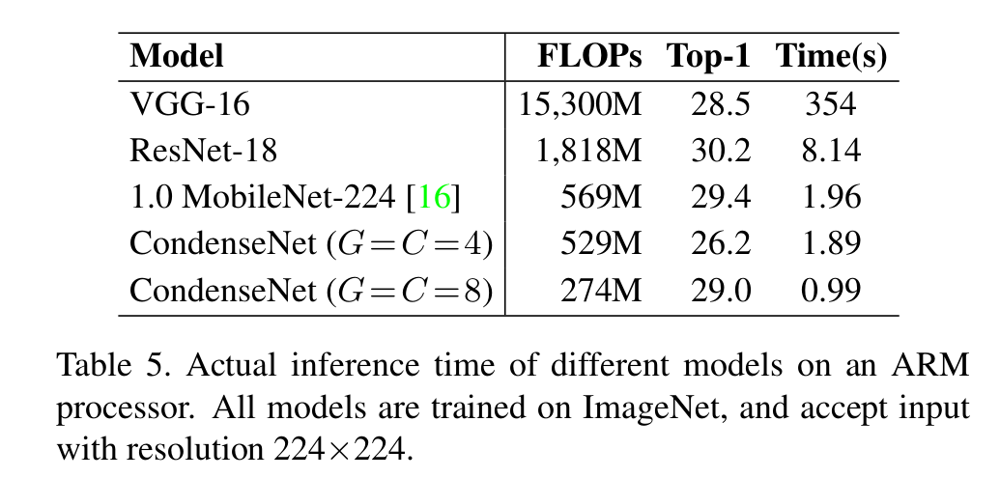 Model FLOPs Top-1 Time(s)
VGG-16 15,300M 28.5 354
ResNet-18 1,818M 30.2 8.14
1.0 MobileNet-224 [16] 569M 29.4 1.96
CondenseNet (G=C=4) 529M 26.2 1.89
CondenseNet (G=C=8) 274M 29.0 0.99
Table 5. Actual inference time of different models on an ARM
processor. All models are trained on ImageNet, and accept input
with resolution 224×224.